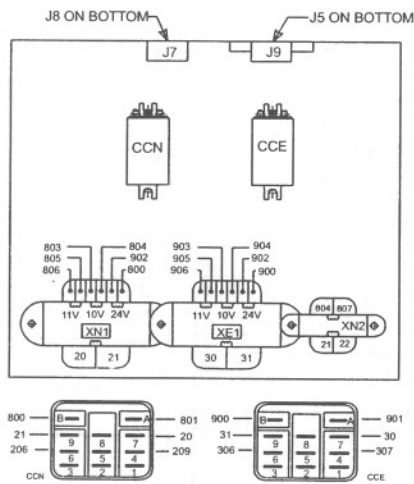 J8 ON BOTTOM
J5 ON BOTTOM
J7
J9
CCN
CCE
803
804
903
904
805
902
905
902
806
800
906
900
11V 10V 24V
11V 10V 24V
804 807
XN1
XE1
XN2
20 21
30 31
21 22
800 B A 801
900 B A 901
21 9 8 7 20
31 9 8 7 30
206 6 5 4 209
306 6 5 4 307
3 2 1
3 2 1
CCN
CCE